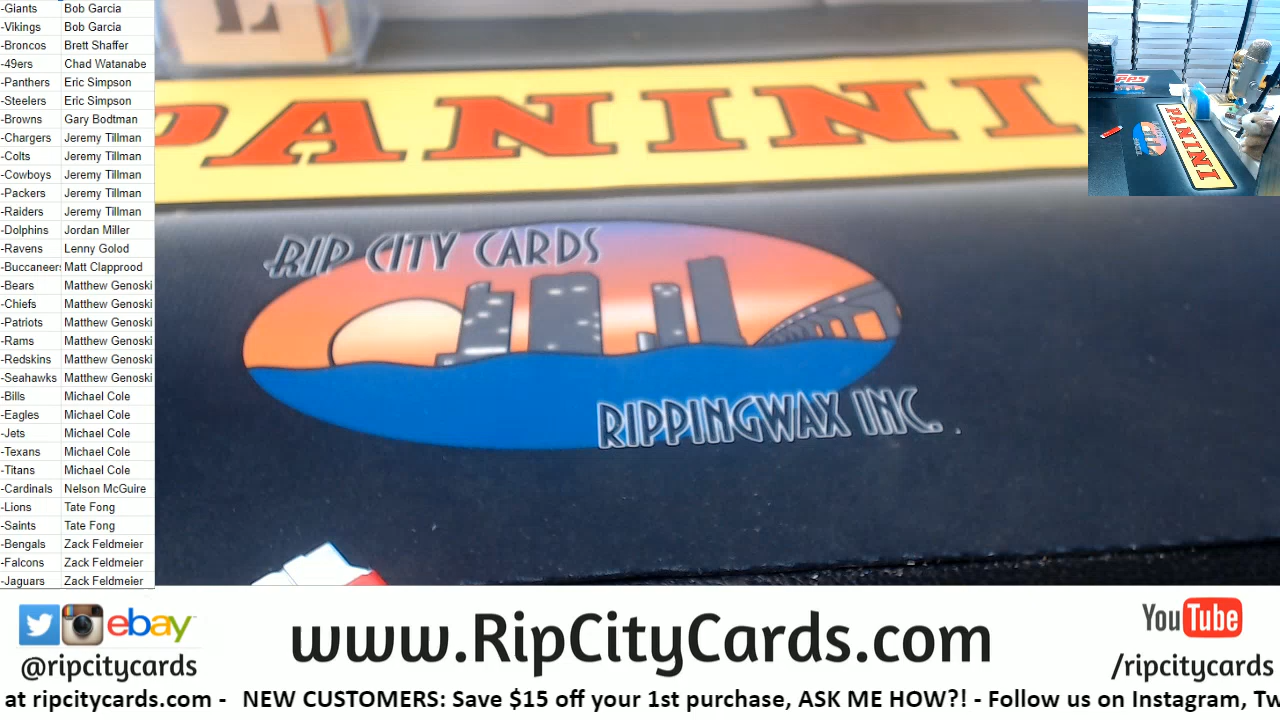 -Giants Bob Garcia
-Vikings Bob Garcia
-Broncos Brett Shaffer
-49ers Chad Watanabe
-Panthers Eric Simpson
-Steelers Eric Simpson
-Browns Gary Bodtman
-Chargers Jeremy Tillman
-Colts Jeremy Tillman
-Cowboys Jeremy Tillman
-Packers Jeremy Tillman
-Raiders Jeremy Tillman
-Dolphins Jordan Miller
-Ravens Lenny Golod
-Buccaneers Matt Clapprood
-Bears Matthew Genoski
-Chiefs Matthew Genoski
-Patriots Matthew Genoski
-Rams Matthew Genoski
-Redskins Matthew Genoski
-Seahawks Matthew Genoski
-Bills Michael Cole
-Eagles Michael Cole
-Jets Michael Cole
-Texans Michael Cole
-Titans Michael Cole
-Cardinals Nelson McGuire
-Lions Tate Fong
-Saints Tate Fong
-Bengals Zack Feldmeier
-Falcons Zack Feldmeier
-Jaguars Zack Feldmeier
PANINI
RIP CITY CARDS
RIPPINGWAX INC.
PANINI
ebay
@ripcitycards
www.RipCityCards.com
YouTube
/ripcitycards
at ripcitycards.com - NEW CUSTOMERS: Save $15 off your 1st purchase, ASK ME HOW?! - Follow us on Instagram, Tw